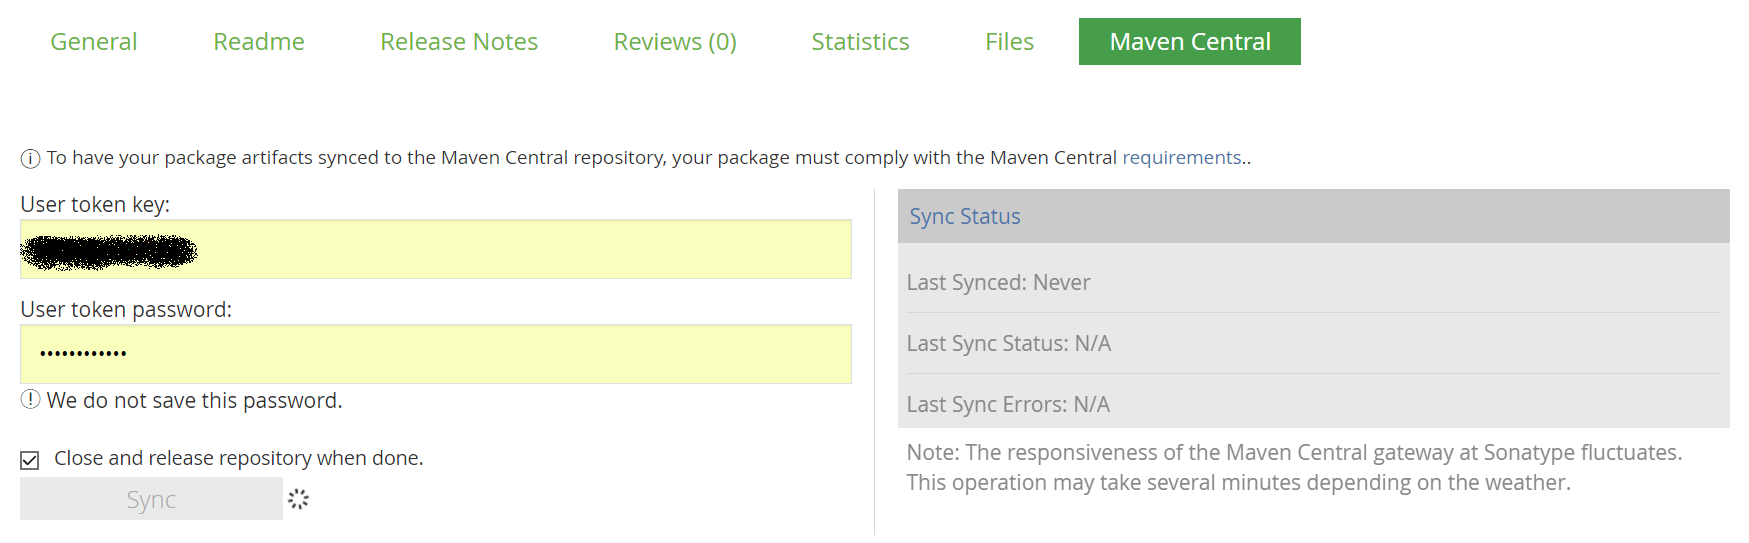 General Readme Release Notes Reviews (0) Statistics Files Maven Central
To have your package artifacts synced to the Maven Central repository, your package must comply with the Maven Central requirements..
User token key:
User token password:
••••••••••••
We do not save this password.
Close and release repository when done.
Sync
Sync Status
Last Synced: Never
Last Sync Status: N/A
Last Sync Errors: N/A
Note: The responsiveness of the Maven Central gateway at Sonatype fluctuates.
This operation may take several minutes depending on the weather.